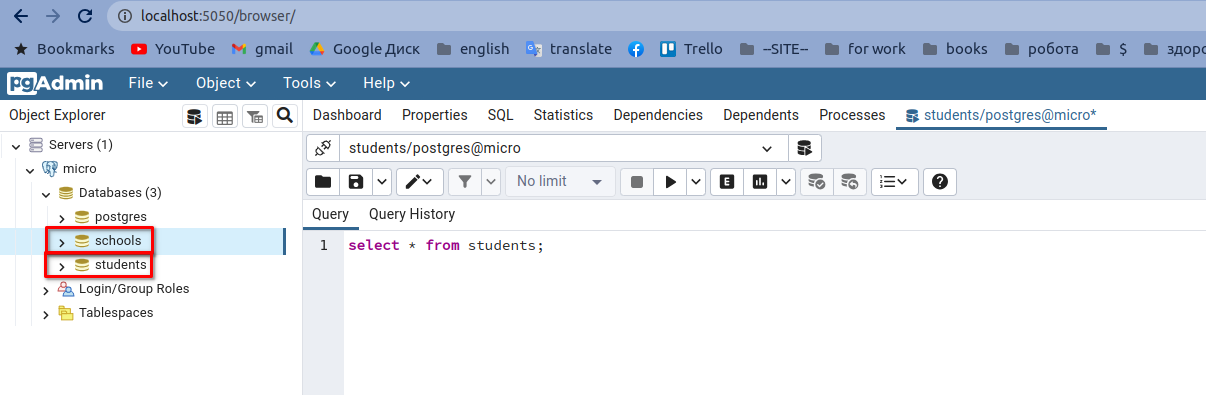 localhost:5050/browser/
Bookmarks YouTube gmail Google Диск english translate Trello --SITE-- for work books робота $ здоро
pgAdmin File Object Tools Help
Object Explorer
Dashboard Properties SQL Statistics Dependencies Dependents Processes students/postgres@micro*
Servers (1)
students/postgres@micro
micro
No limit
E
Databases (3)
postgres
Query Query History
schools
1 select * from students;
students
Login/Group Roles
Tablespaces